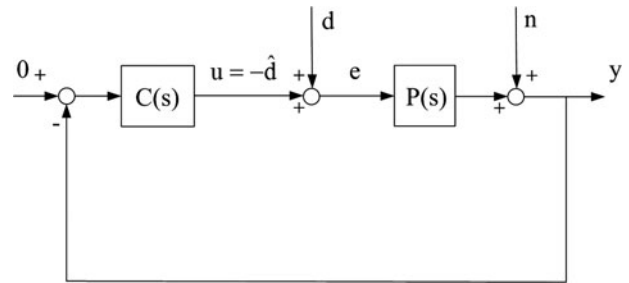 d
n
0 +
C(s)
u = −d̂
+
+
e
P(s)
+
+
y
-